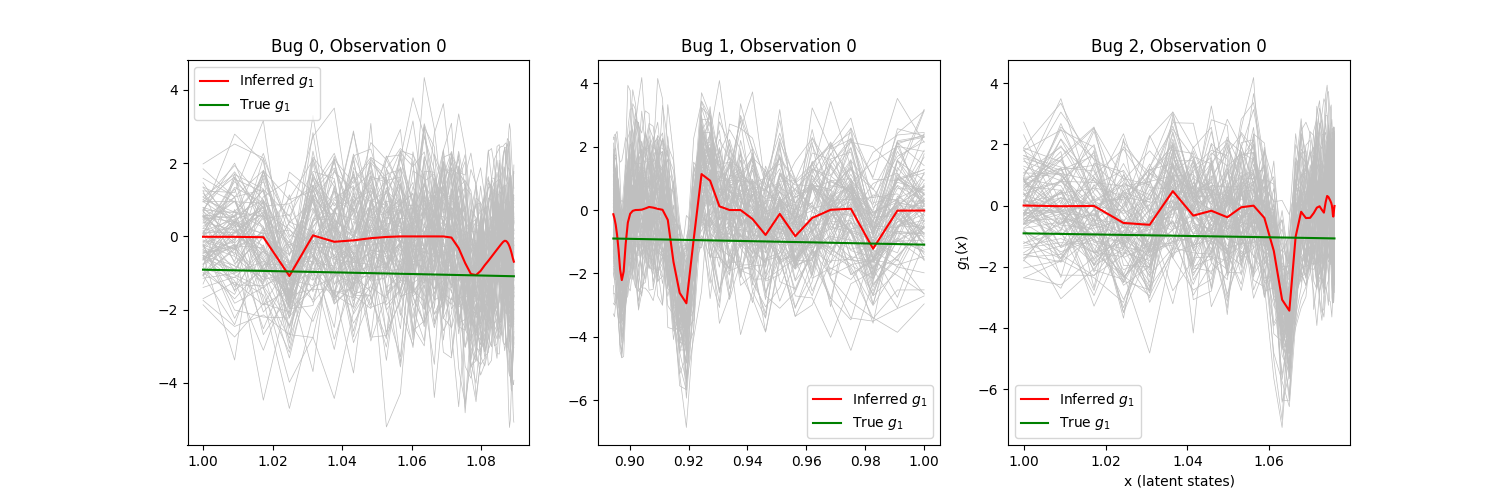 Bug 0, Observation 0
Inferred g₁
True g₁
4
2
0
−2
−4
1.00 1.02 1.04 1.06 1.08
Bug 1, Observation 0
4
2
0
−2
−4
−6
Inferred g₁
True g₁
0.90 0.92 0.94 0.96 0.98 1.00
Bug 2, Observation 0
g₁(x)
4
2
0
−2
−4
−6
Inferred g₁
True g₁
1.00 1.02 1.04 1.06
x (latent states)